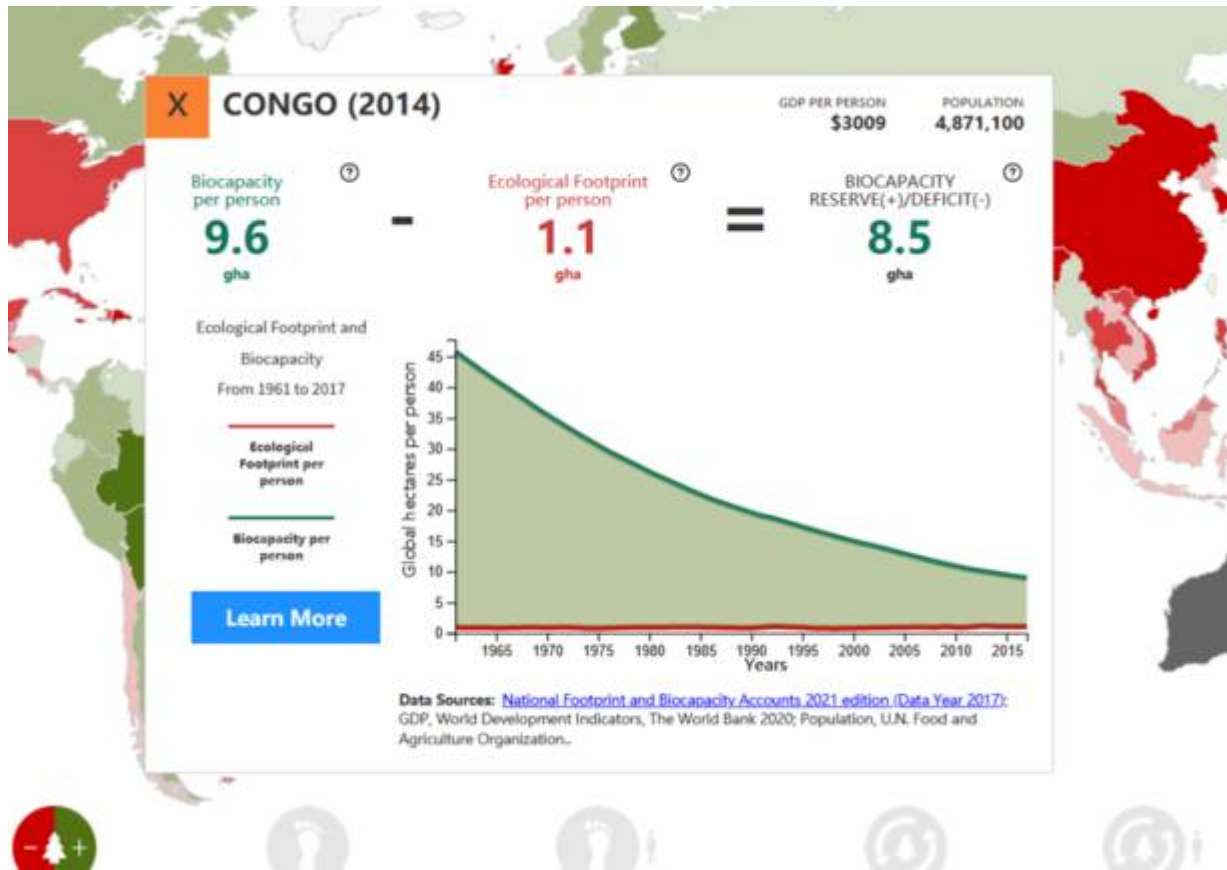 X CONGO (2014)
GDP PER PERSON
$3009
POPULATION
4,871,100
Biocapacity
per person
9.6
gha
?
-
Ecological Footprint
per person
1.1
gha
?
=
BIOCAPACITY
RESERVE(+)/DEFICIT(-)
8.5
gha
?
Ecological Footprint and
Biocapacity
From 1961 to 2017
Ecological
Footprint per
person
Biocapacity per
person
Learn More
Global hectares per person
45
40
35
30
25
20
15
10
5
0
1965 1970 1975 1980 1985 1990 1995 2000 2005 2010 2015
Years
Data Sources: National Footprint and Biocapacity Accounts 2021 edition (Data Year 2017);
GDP, World Development Indicators, The World Bank 2020; Population, U.N. Food and
Agriculture Organization..
- +